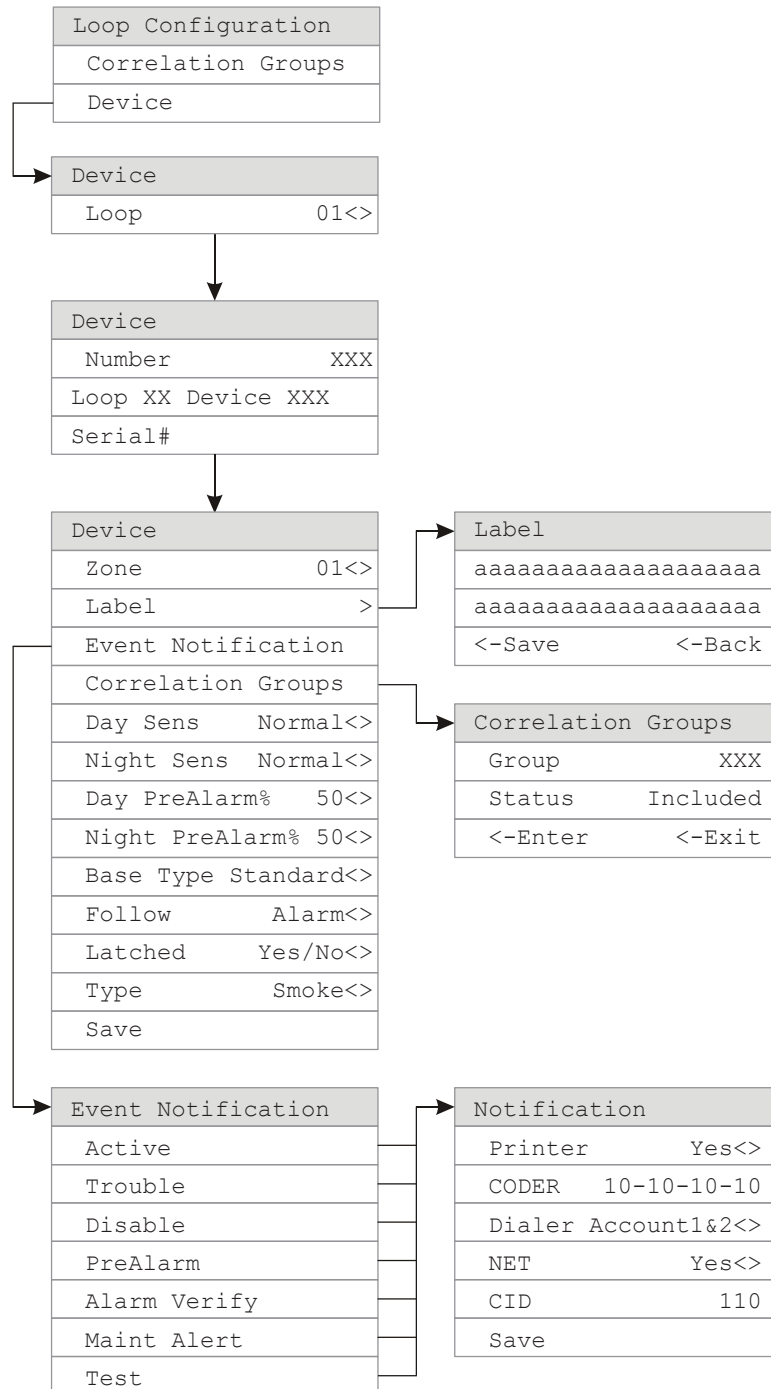 Loop Configuration
Correlation Groups
Device
Device
Loop 01<>
Device
Number XXX
Loop XX Device XXX
Serial#
Device
Zone 01<>
Label >
Event Notification
Correlation Groups
Day Sens Normal<>
Night Sens Normal<>
Day PreAlarm% 50<>
Night PreAlarm% 50<>
Base Type Standard<>
Follow Alarm<>
Latched Yes/No<>
Type Smoke<>
Save
Label
aaaaaaaaaaaaaaaaaaaa
aaaaaaaaaaaaaaaaaaaa
<-Save <-Back
Correlation Groups
Group XXX
Status Included
<-Enter <-Exit
Event Notification
Active
Trouble
Disable
PreAlarm
Alarm Verify
Maint Alert
Test
Notification
Printer Yes<>
CODER 10-10-10-10
Dialer Account1&2<>
NET Yes<>
CID 110
Save